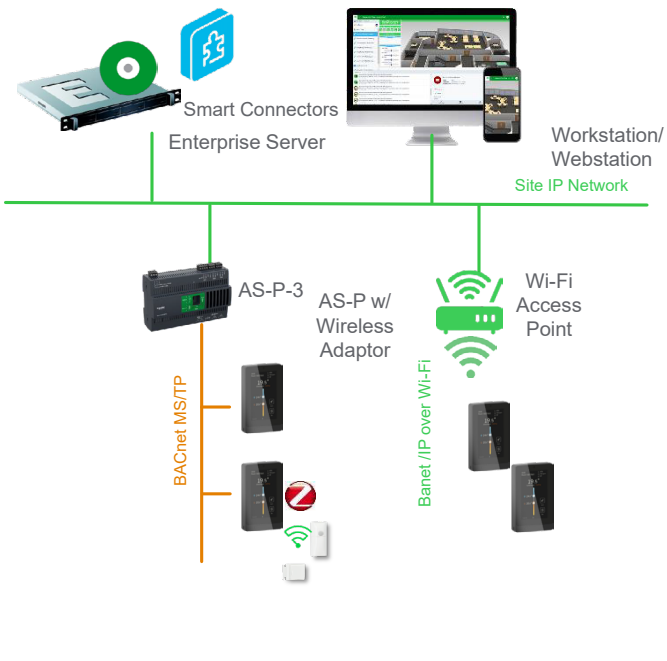 Smart Connectors
Enterprise Server
Workstation/
Webstation
Site IP Network
AS-P-3
AS-P w/
Wireless
Adaptor
Wi-Fi
Access
Point
BACnet MS/TP
Banet /IP over Wi-Fi